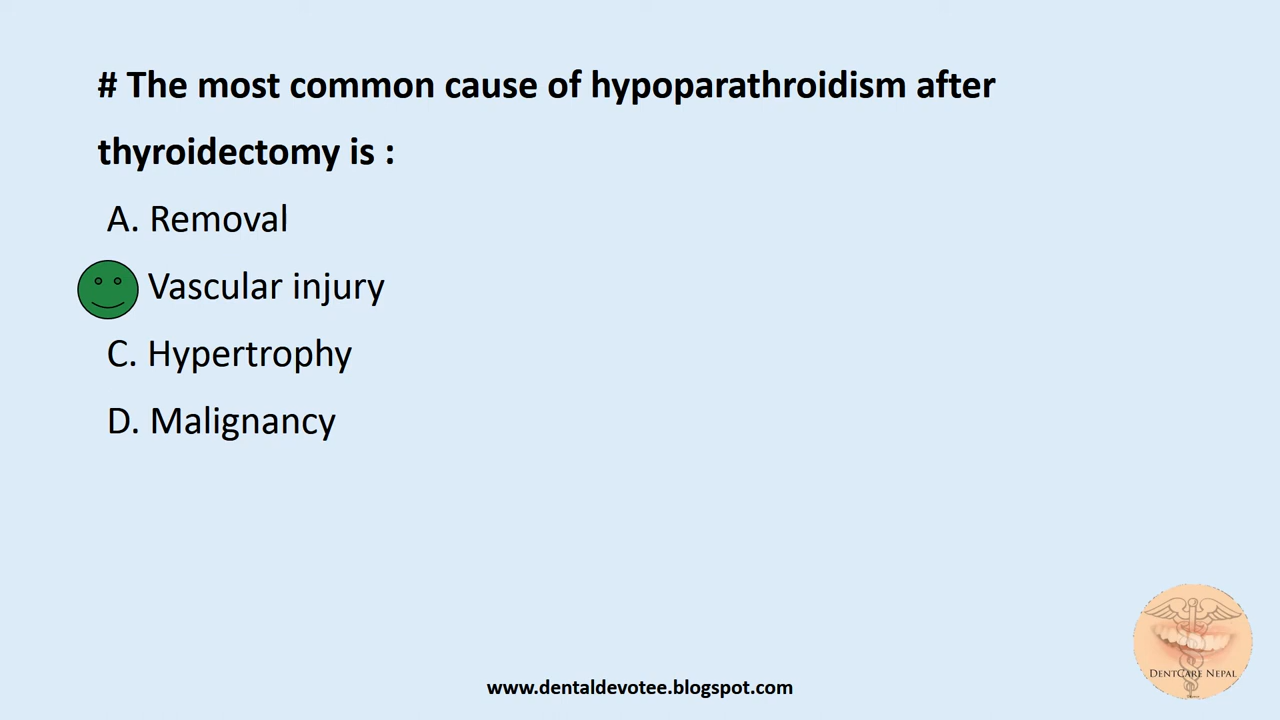 # The most common cause of hypoparathroidism after
thyroidectomy is :
A. Removal
Vascular injury
C. Hypertrophy
D. Malignancy
DentCare Nepal
www.dentaldevotee.blogspot.com